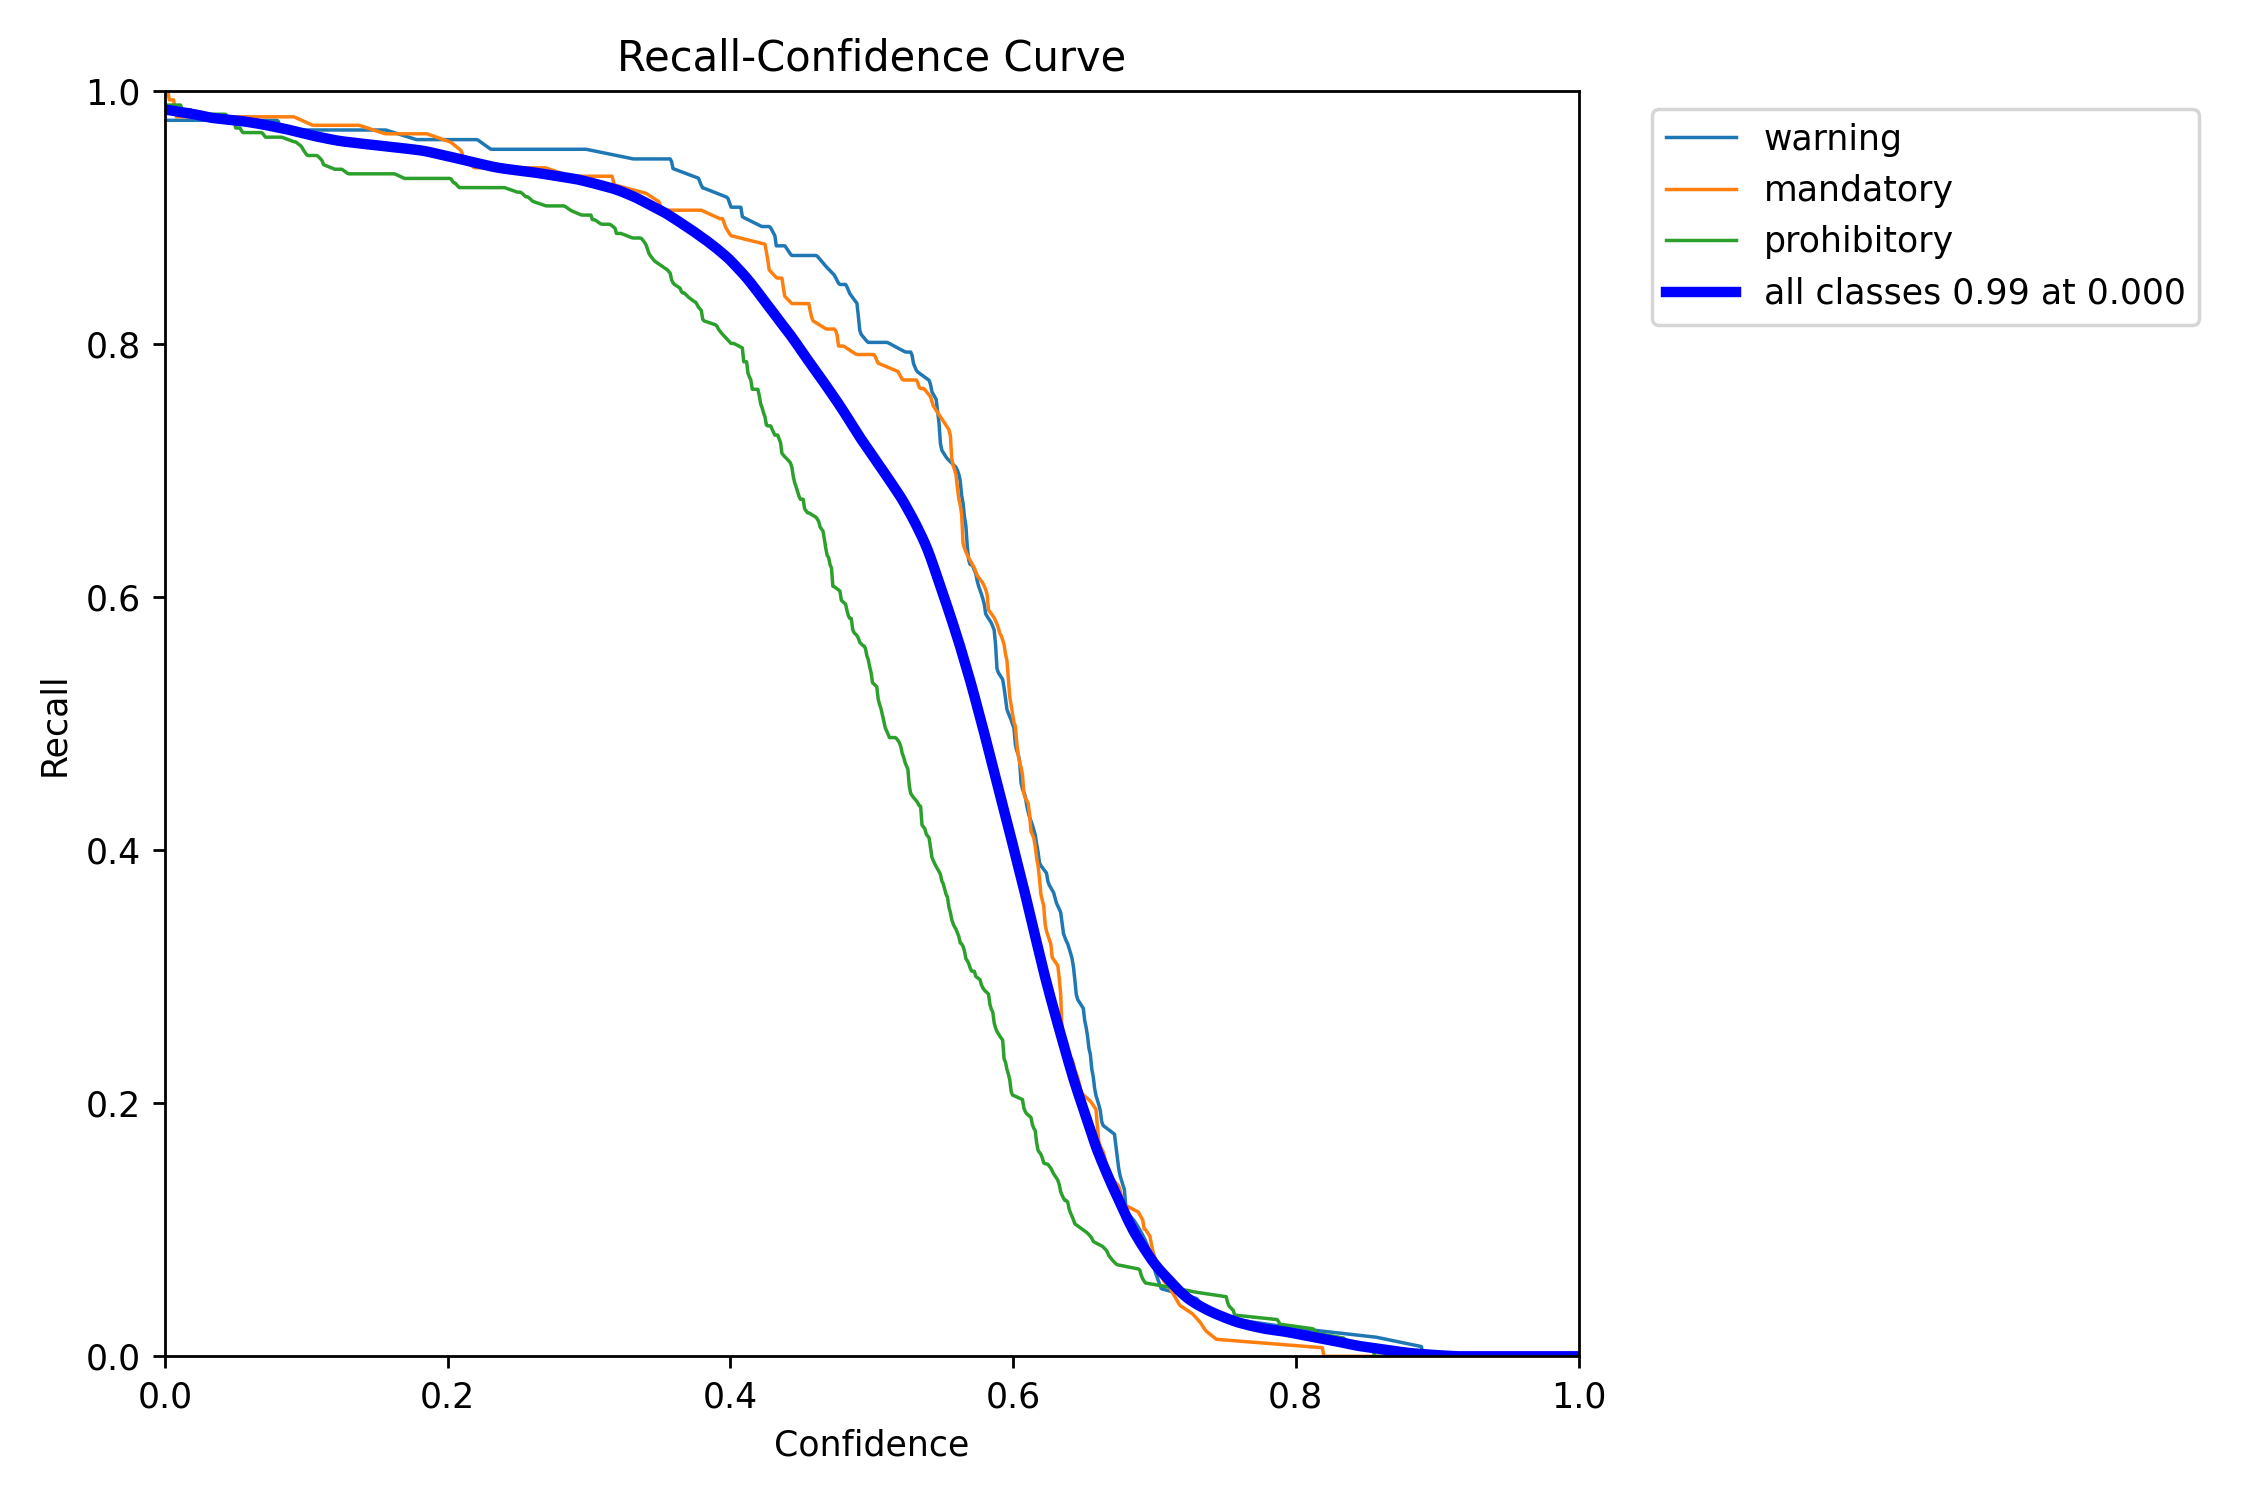 Recall-Confidence Curve
1.0
0.8
0.6
0.4
0.2
0.0
Recall
0.0 0.2 0.4 0.6 0.8 1.0
Confidence
warning
mandatory
prohibitory
all classes 0.99 at 0.000